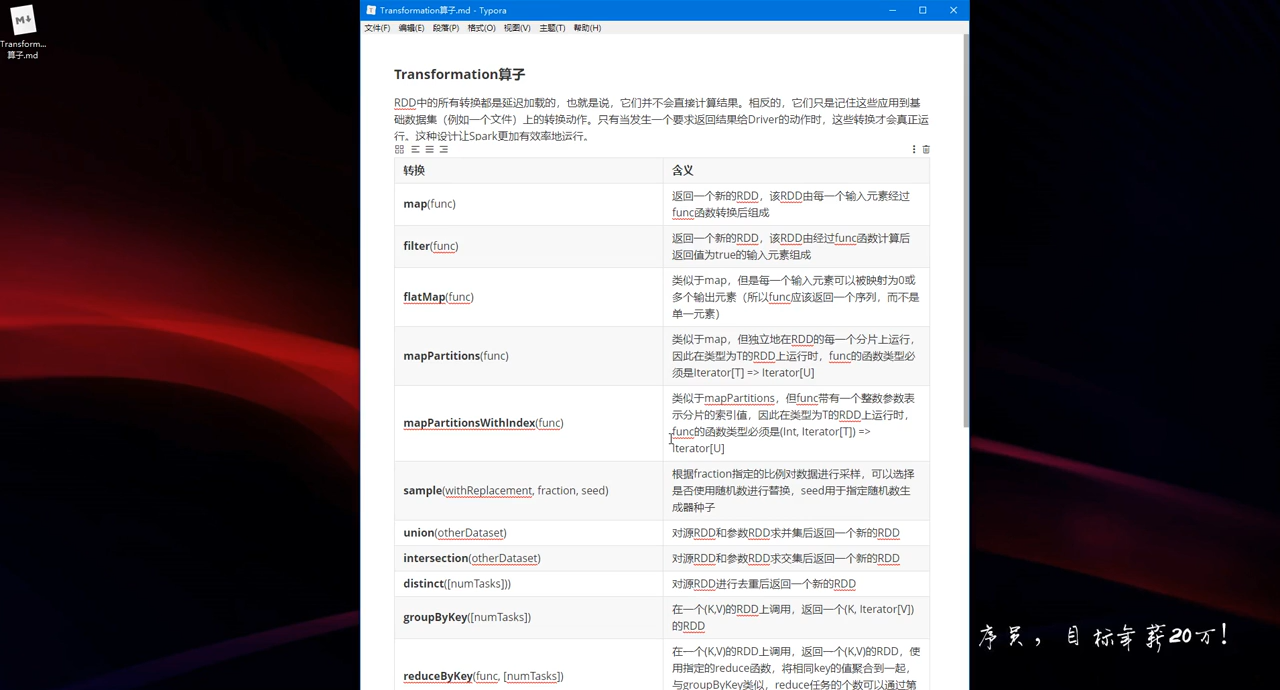 Transform...
算子.md
Transformation算子.md - Typora
文件(F) 编辑(E) 段落(P) 格式(O) 视图(V) 主题(T) 帮助(H)
Transformation算子
RDD中的所有转换都是延迟加载的，也就是说，它们并不会直接计算结果。相反的，它们只是记住这些应用到基
础数据集（例如一个文件）上的转换动作。只有当发生一个要求返回结果给Driver的动作时，这些转换才会真正运
行。这种设计让Spark更加有效率地运行。
转换 含义
map(func) 返回一个新的RDD，该RDD由每一个输入元素经过
func函数转换后组成
filter(func) 返回一个新的RDD，该RDD由经过func函数计算后
返回值为true的输入元素组成
flatMap(func) 类似于map，但是每一个输入元素可以被映射为0或
多个输出元素（所以func应该返回一个序列，而不是
单一元素）
mapPartitions(func) 类似于map，但独立地在RDD的每一个分片上运行，
因此在类型为T的RDD上运行时，func的函数类型必
须是Iterator[T] => Iterator[U]
mapPartitionsWithIndex(func) 类似于mapPartitions，但func带有一个整数参数表
示分片的索引值，因此在类型为T的RDD上运行时，
func的函数类型必须是(Int, Iterator[T]) =>
Iterator[U]
sample(withReplacement, fraction, seed) 根据fraction指定的比例对数据进行采样，可以选择
是否使用随机数进行替换，seed用于指定随机数生
成器种子
union(otherDataset) 对源RDD和参数RDD求并集后返回一个新的RDD
intersection(otherDataset) 对源RDD和参数RDD求交集后返回一个新的RDD
distinct([numTasks])) 对源RDD进行去重后返回一个新的RDD
groupByKey([numTasks]) 在一个(K,V)的RDD上调用，返回一个(K, Iterator[V])
的RDD
reduceByKey(func, [numTasks]) 在一个(K,V)的RDD上调用，返回一个(K,V)的RDD，使
用指定的reduce函数，将相同key的值聚合到一起，
与groupByKey类似，reduce任务的个数可以通过第
序员，目标年薪20万！